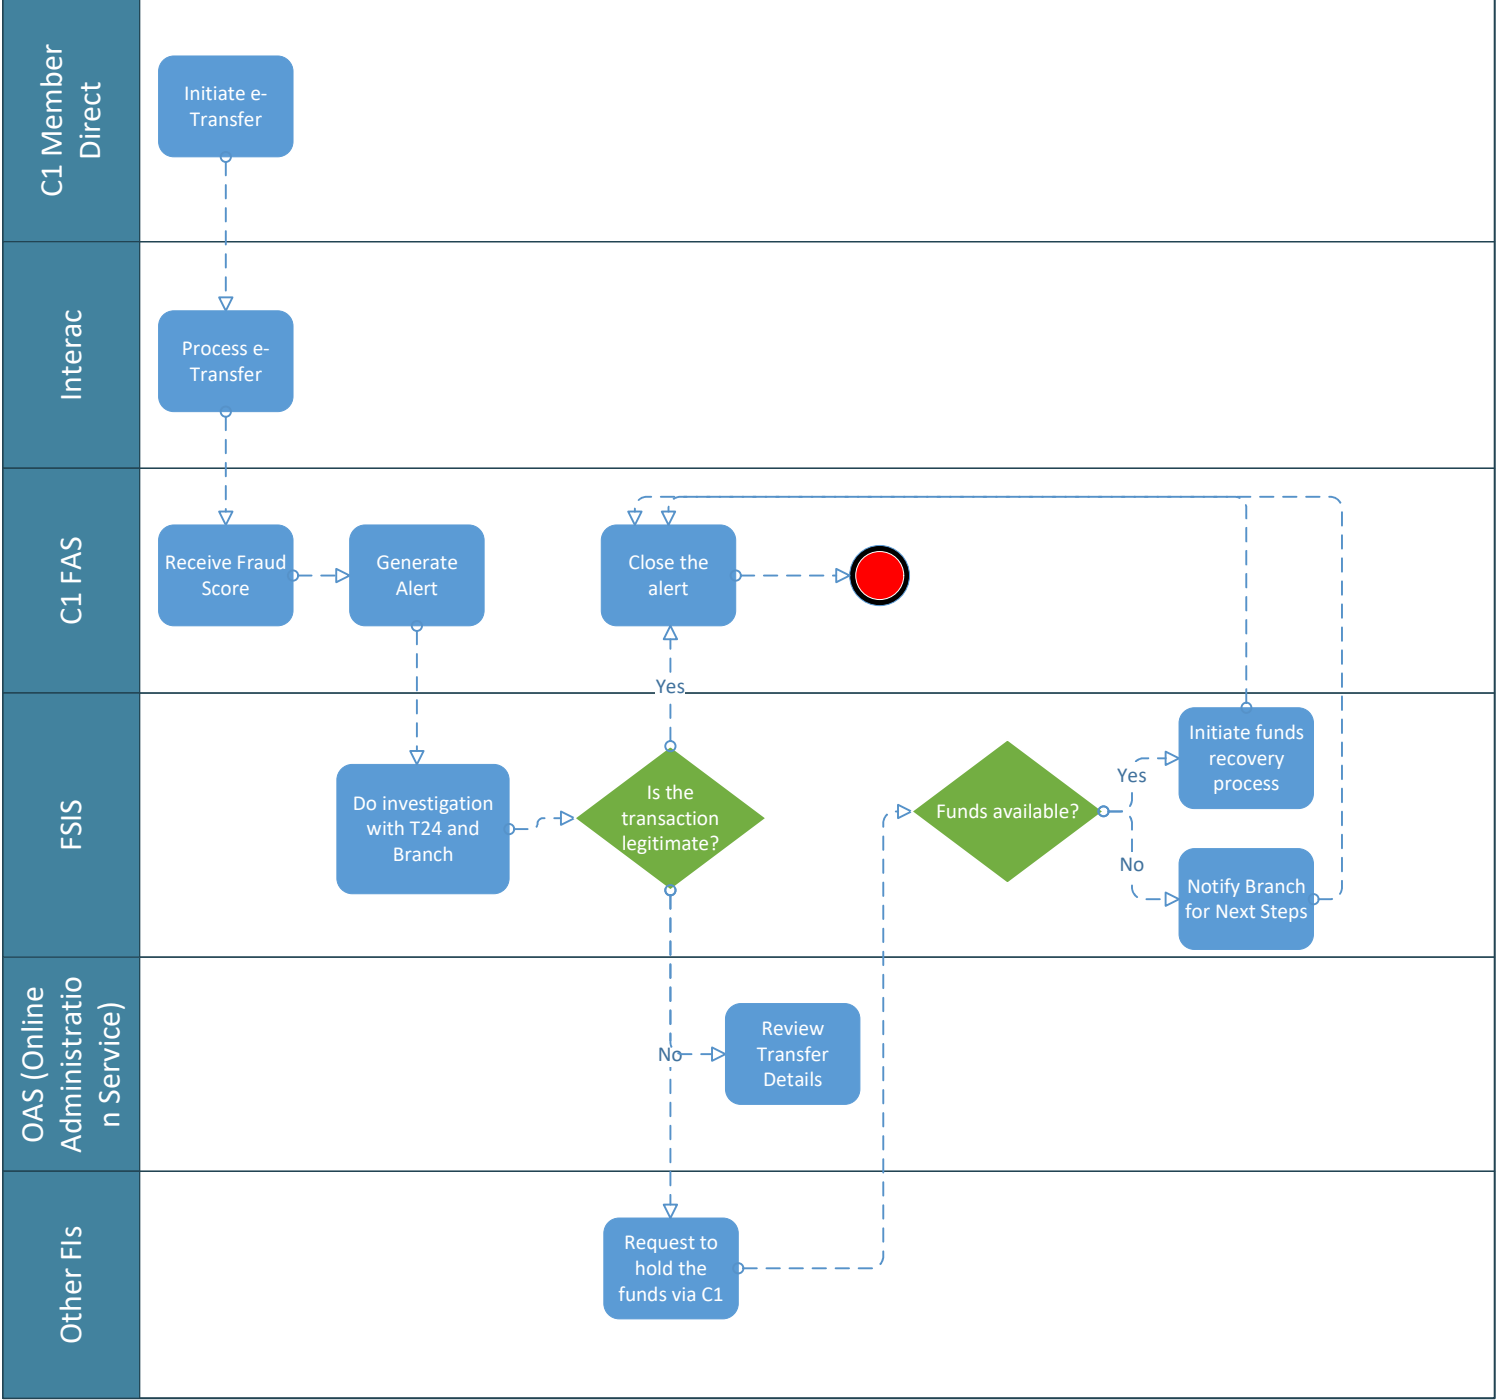 C1 Member
Direct
Initiate e-
Transfer
Interac
Process e-
Transfer
C1 FAS
Receive Fraud
Score
Generate
Alert
Close the
alert
Yes
FSIS
Do investigation
with T24 and
Branch
Is the
transaction
legitimate?
Funds available?
Yes
No
Initiate funds
recovery
process
Notify Branch
for Next Steps
OAS (Online
Administratio
n Service)
No
Review
Transfer
Details
Other FIs
Request to
hold the
funds via C1